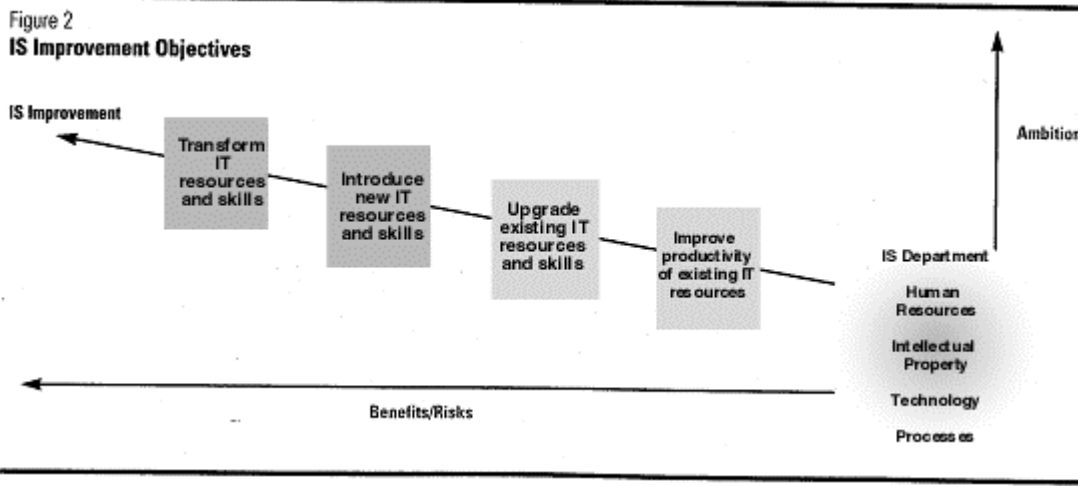 Figure 2
IS Improvement Objectives
IS Improvement
Ambition
Transform
IT
resources
and skills
Introduce
new IT
resources
and skills
Upgrade
existing IT
resources
and skills
Improve
productivity
of existing IT
resources
IS Department
Human
Resources
Intellectual
Property
Technology
Processes
Benefits/Risks